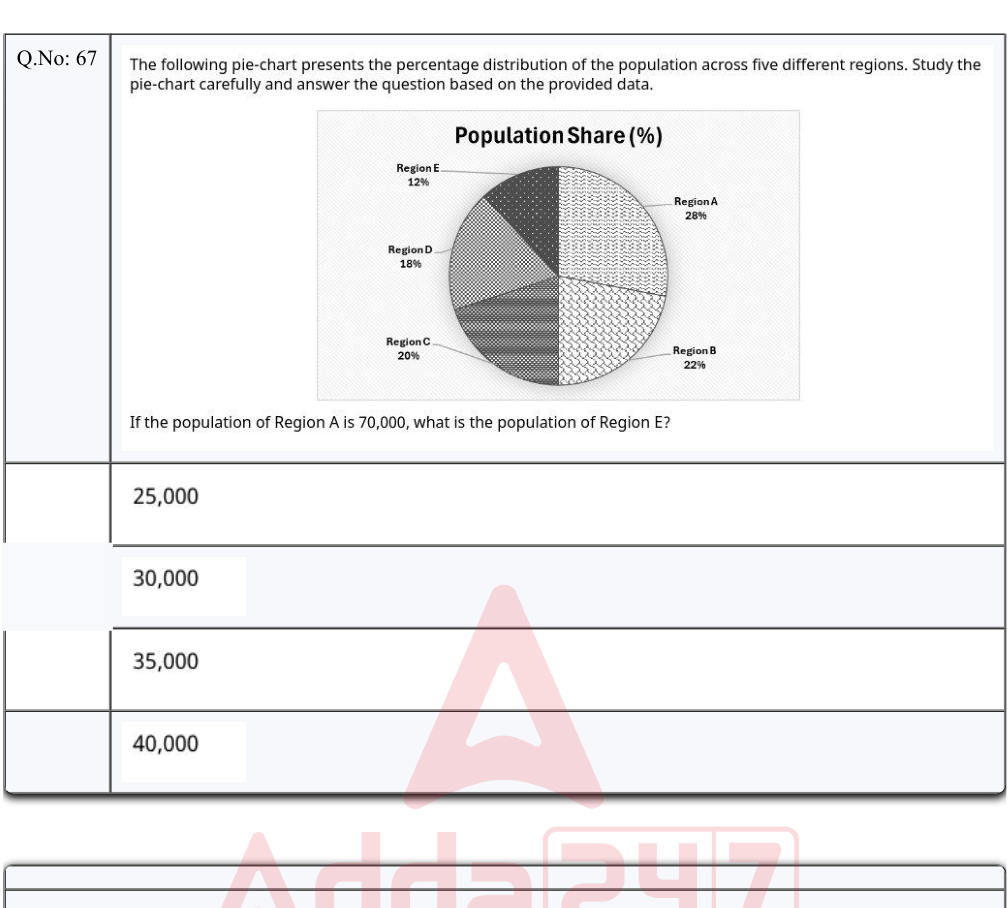 Q.No: 67
The following pie-chart presents the percentage distribution of the population across five different regions. Study the
pie-chart carefully and answer the question based on the provided data.
Population Share (%)
Region E
12%
Region A
28%
Region D
18%
Region C
20%
Region B
22%
If the population of Region A is 70,000, what is the population of Region E?
25,000
30,000
35,000
40,000
Adda247